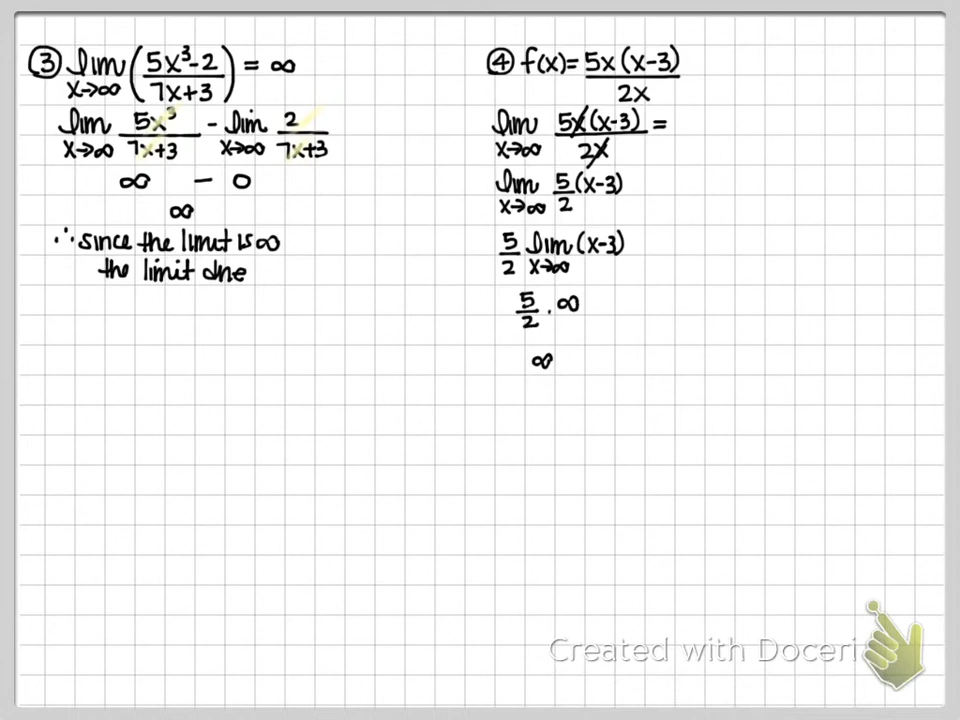 ③ lim x→∞ (5x³-2 / 7x+3) = ∞
lim x→∞ 5x³ / 7x+3 - lim x→∞ 2 / 7x+3
∞ - 0
∞
∴ since the limit is ∞
the limit dne
④ f(x) = 5x(x-3) / 2x
lim x→∞ 5x(x-3) / 2x =
lim x→∞ 5/2 (x-3)
5/2 lim x→∞ (x-3)
5/2 · ∞
∞
Created with Doceri